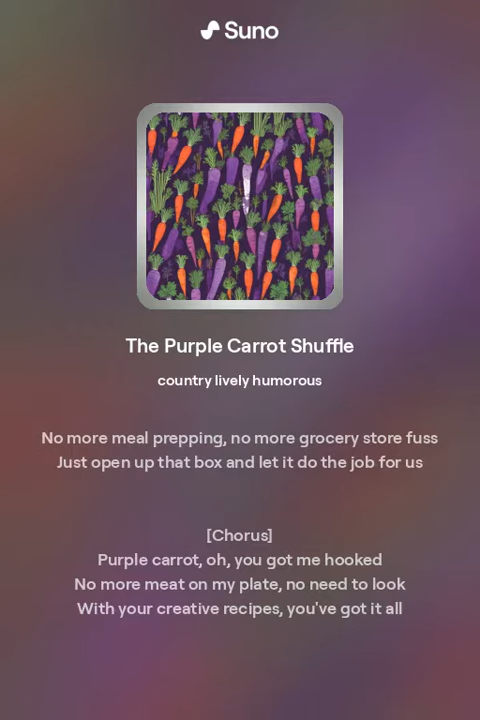 Suno
The Purple Carrot Shuffle
country lively humorous
No more meal prepping, no more grocery store fuss
Just open up that box and let it do the job for us
[Chorus]
Purple carrot, oh, you got me hooked
No more meat on my plate, no need to look
With your creative recipes, you've got it all